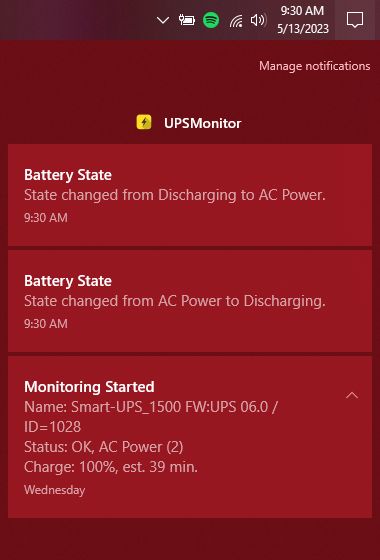 9:30 AM
5/13/2023
Manage notifications
UPSMonitor
Battery State
State changed from Discharging to AC Power.
9:30 AM
Battery State
State changed from AC Power to Discharging.
9:30 AM
Monitoring Started
Name: Smart-UPS_1500 FW:UPS 06.0 /
ID=1028
Status: OK, AC Power (2)
Charge: 100%, est. 39 min.
Wednesday